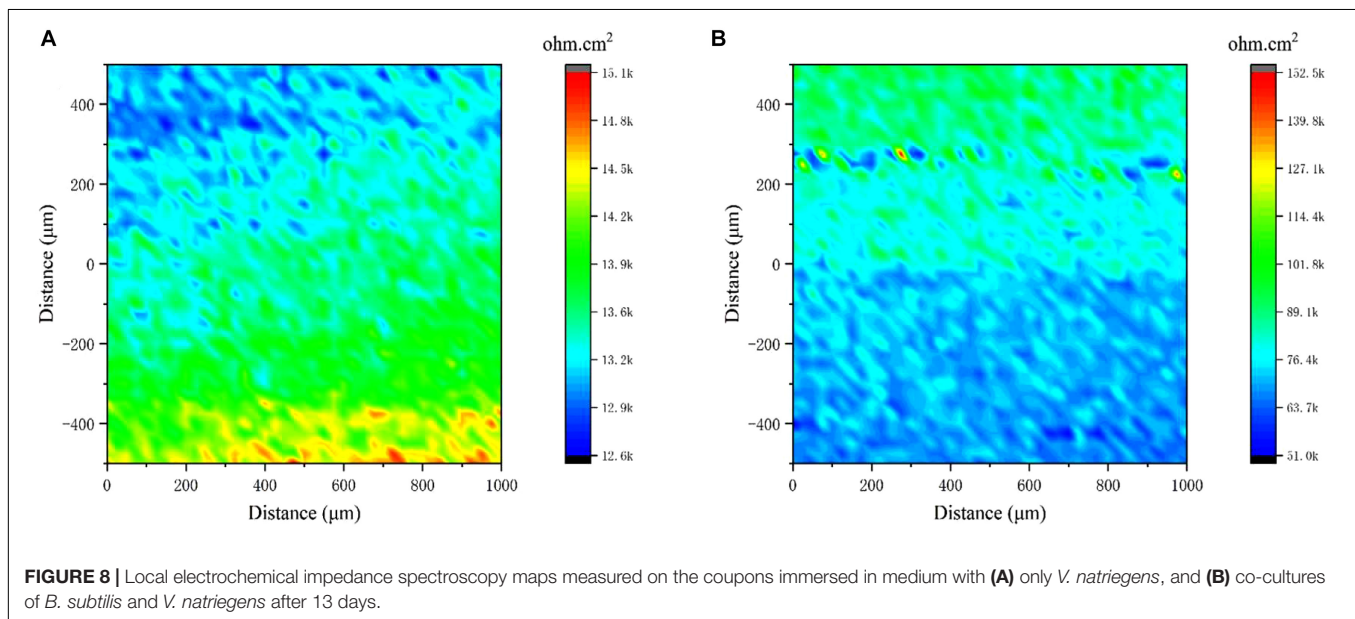 A
ohm.cm²
15.1k
14.8k
14.5k
14.2k
13.9k
13.6k
13.2k
12.9k
12.6k
400
200
0
-200
-400
Distance (μm)
0 200 400 600 800 1000
Distance (μm)
B
ohm.cm²
152.5k
139.8k
127.1k
114.4k
101.8k
89.1k
76.4k
63.7k
51.0k
400
200
0
-200
-400
Distance (μm)
0 200 400 600 800 1000
Distance (μm)
FIGURE 8 | Local electrochemical impedance spectroscopy maps measured on the coupons immersed in medium with (A) only V. natriegens, and (B) co-cultures
of B. subtilis and V. natriegens after 13 days.